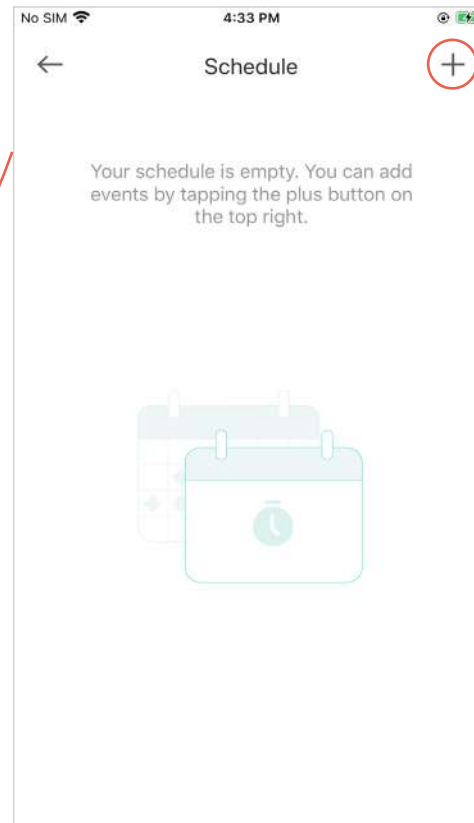 No SIM 4:33 PM
Schedule
Your schedule is empty. You can add
events by tapping the plus button on
the top right.